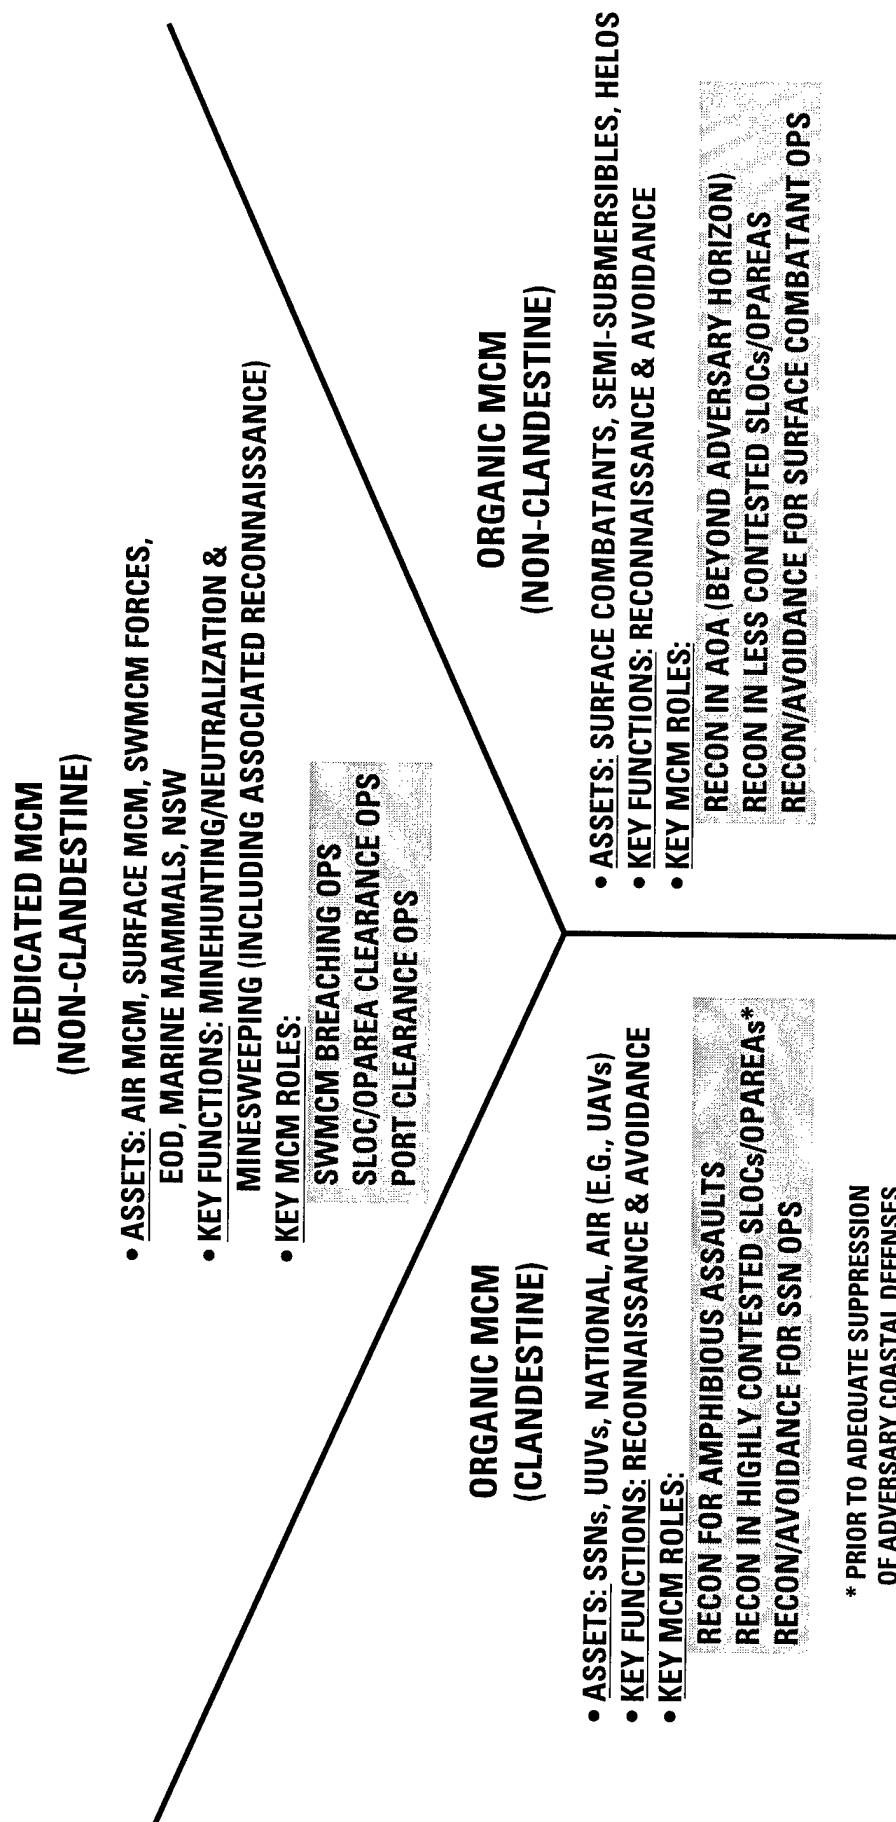 DEDICATED MCM
(NON-CLANDESTINE)
• ASSETS: AIR MCM, SURFACE MCM, SWMCM FORCES,
EOD, MARINE MAMMALS, NSW
• KEY FUNCTIONS: MINEHUNTING/NEUTRALIZATION &
MINESWEEPING (INCLUDING ASSOCIATED RECONNAISSANCE)
• KEY MCM ROLES:
SWMCM BREACHING OPS
SLOC/OPAREA CLEARANCE OPS
PORT CLEARANCE OPS
ORGANIC MCM
(CLANDESTINE)
• ASSETS: SSNs, UUVs, NATIONAL, AIR (E.G., UAVs)
• KEY FUNCTIONS: RECONNAISSANCE & AVOIDANCE
• KEY MCM ROLES:
RECON FOR AMPHIBIOUS ASSAULTS
RECON IN HIGHLY CONTESTED SLOCs/OPAREAs*
RECON/AVOIDANCE FOR SSN OPS
* PRIOR TO ADEQUATE SUPPRESSION
OF ADVERSARY COASTAL DEFENSES
ORGANIC MCM
(NON-CLANDESTINE)
• ASSETS: SURFACE COMBATANTS, SEMI-SUBMERSIBLES, HELOS
• KEY FUNCTIONS: RECONNAISSANCE & AVOIDANCE
• KEY MCM ROLES:
RECON IN AOA (BEYOND ADVERSARY HORIZON)
RECON IN LESS CONTESTED SLOCs/OPAREAS
RECON/AVOIDANCE FOR SURFACE COMBATANT OPS